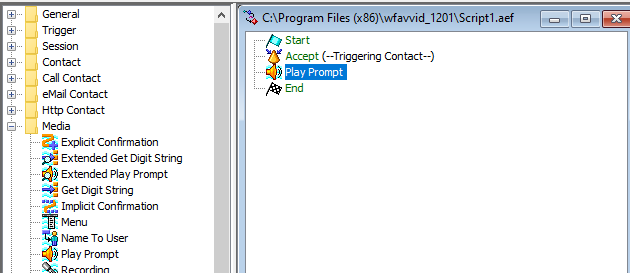 General
Trigger
Session
Contact
Call Contact
eMail Contact
Http Contact
Media
Explicit Confirmation
Extended Get Digit String
Extended Play Prompt
Get Digit String
Implicit Confirmation
Menu
Name To User
Play Prompt
Recording
C:\Program Files (x86)\wfavvid_1201\Script1.aef
Start
Accept (--Triggering Contact--)
Play Prompt
End